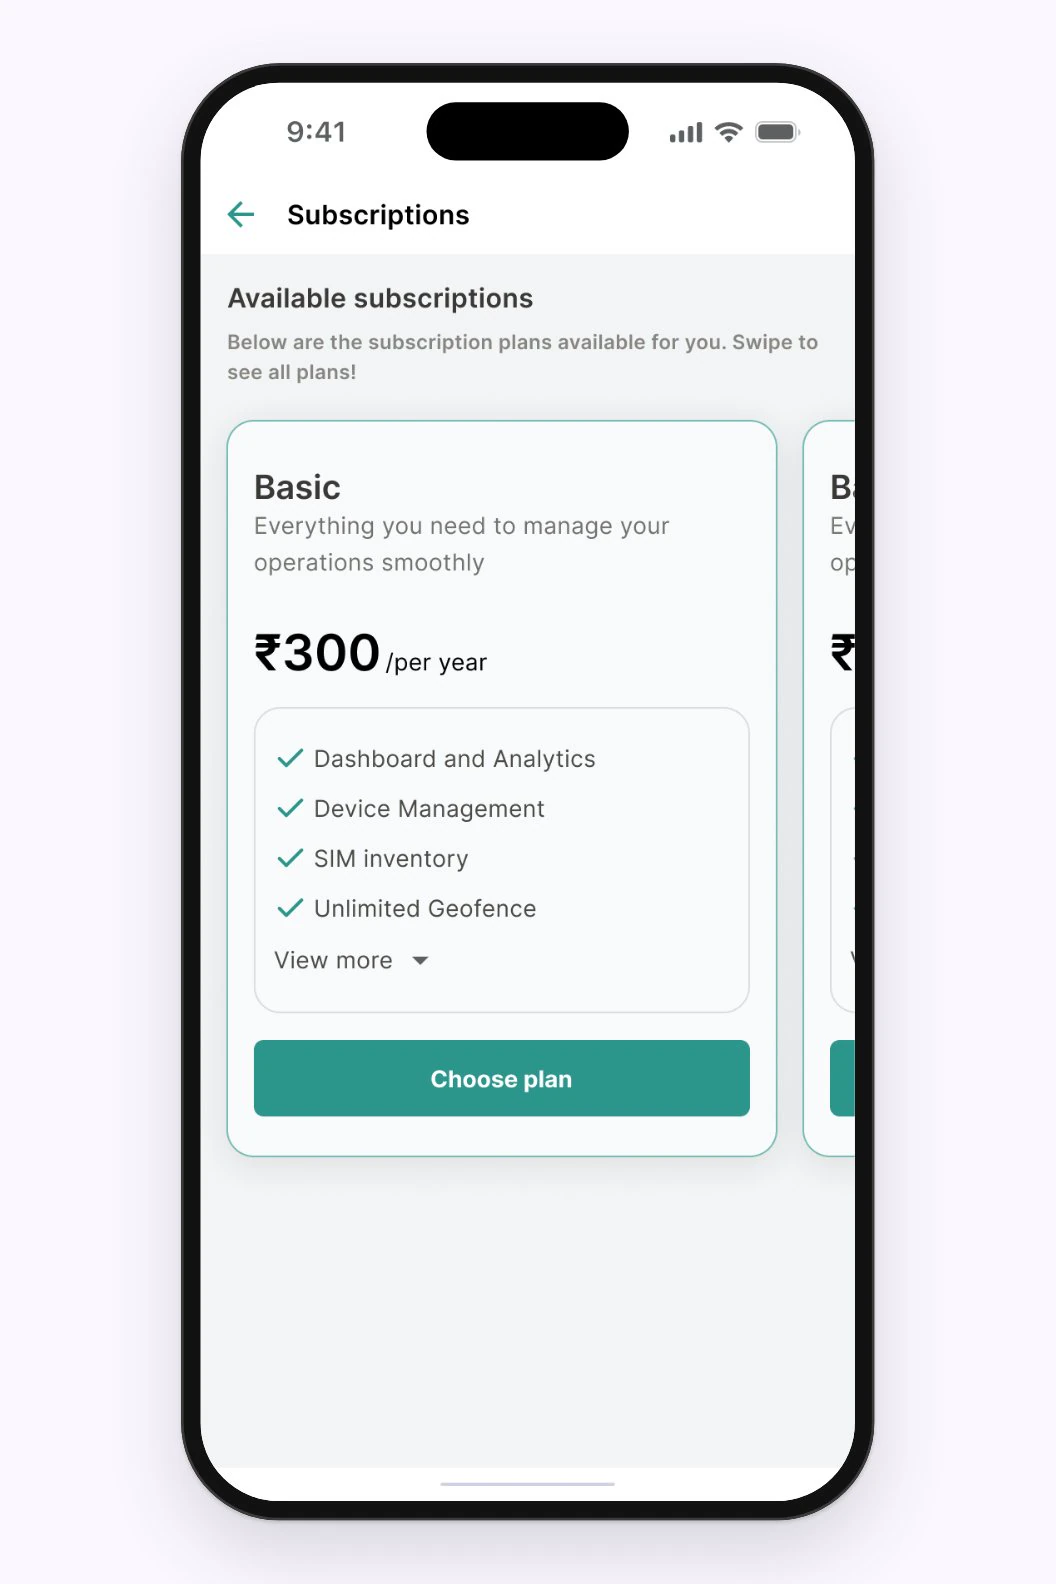 9:41
Subscriptions
Available subscriptions
Below are the subscription plans available for you. Swipe to
see all plans!
Basic
Everything you need to manage your
operations smoothly
₹300 /per year
Dashboard and Analytics
Device Management
SIM inventory
Unlimited Geofence
View more
Choose plan
₹